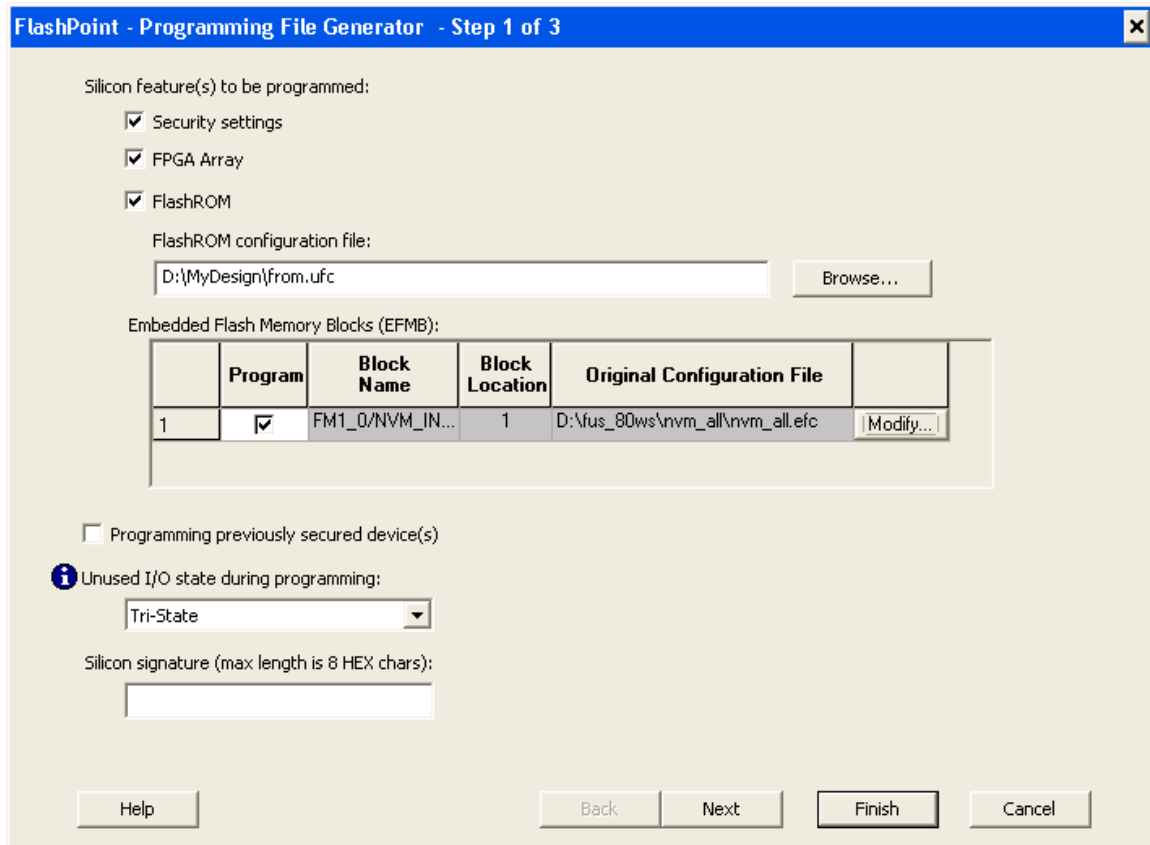 FlashPoint - Programming File Generator - Step 1 of 3
Silicon feature(s) to be programmed:
Security settings
FPGA Array
FlashROM
FlashROM configuration file:
D:\MyDesign\from.ufc Browse...
Embedded Flash Memory Blocks (EFMB):
Program Block Name Block Location Original Configuration File
1 FM1_0/NVM_IN... 1 D:\fus_80ws\nvm_all\nvm_all.efc Modify...
Programming previously secured device(s)
Unused I/O state during programming:
Tri-State
Silicon signature (max length is 8 HEX chars):
Help Back Next Finish Cancel